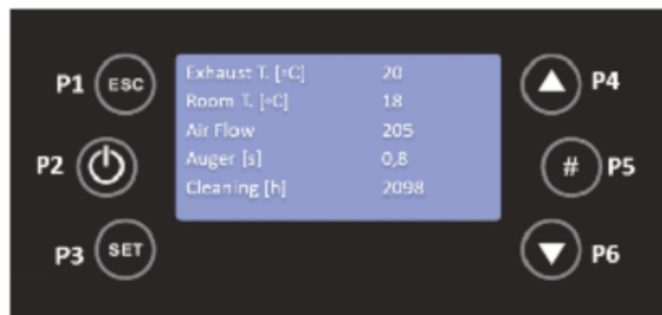 P1 ESC
P2
P3 SET
Exhaust T. [◦C] 20
Room T. [◦C] 18
Air Flow 205
Auger [s] 0,8
Cleaning [h] 2098
P4
# P5
P6